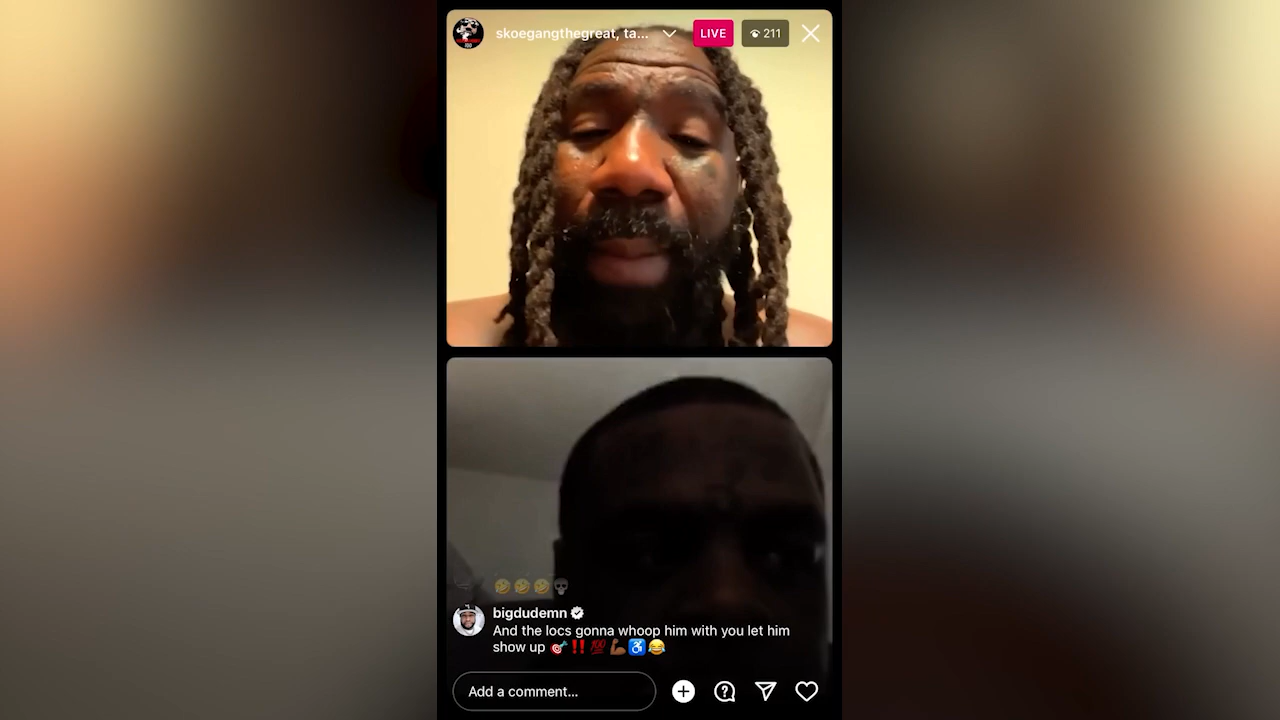 skoegangthegreat, ta...
LIVE
211
🤣🤣🤣💀
bigdudemn
And the locs gonna whoop him with you let him
show up 🎯‼️💯💪🏾♿😂
Add a comment...